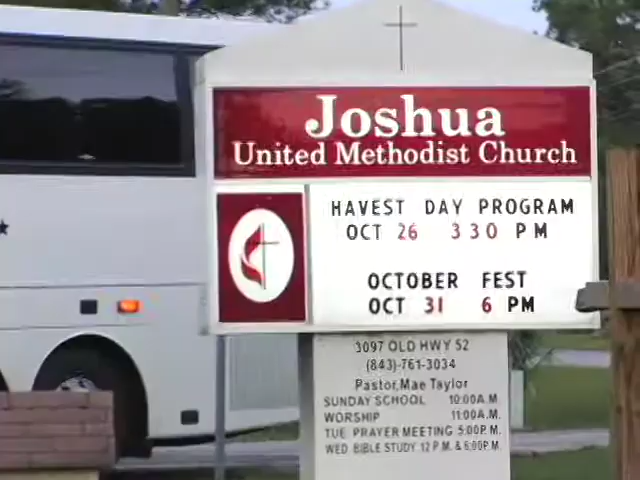 Joshua
United Methodist Church
HAVEST DAY PROGRAM
OCT 26 3 30 PM
OCTOBER FEST
OCT 31 6 PM
3097 OLD HWY 52
(843)-761-3034
Pastor, Mae Taylor
SUNDAY SCHOOL 10:00A.M.
WORSHIP 11:00A.M.
TUE PRAYER MEETING 5:00P.M.
WED BIBLE STUDY 12 P.M. & 6:00P.M.